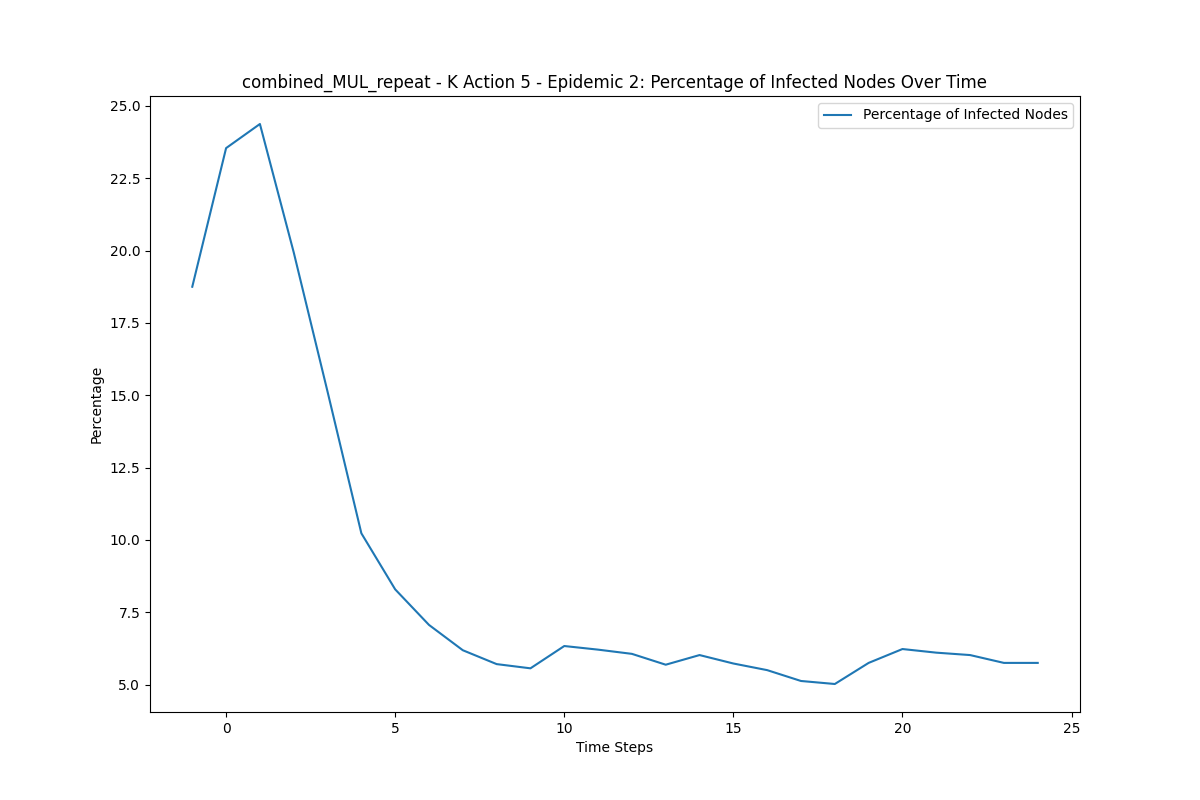 combined_MUL_repeat - K Action 5 - Epidemic 2: Percentage of Infected Nodes Over Time
Percentage of Infected Nodes
25.0
22.5
20.0
17.5
15.0
12.5
10.0
7.5
5.0
Percentage
0 5 10 15 20 25
Time Steps